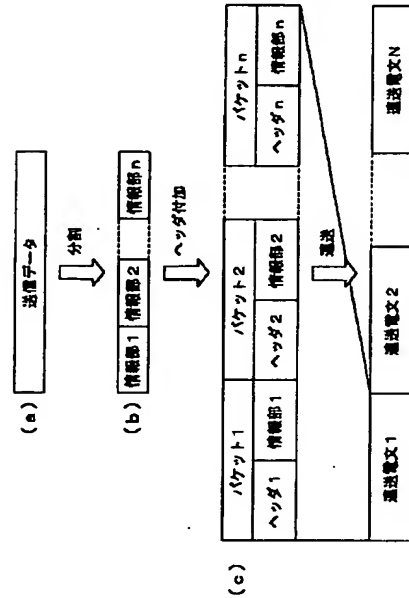 (a)
送信データ
分割
(b)
情報部1 情報部2 情報部n
ヘッダ付加
(c)
パケット1 パケット2 パケットn
ヘッダ1 情報部1 ヘッダ2 情報部2 ヘッダn 情報部n
連送
連送電文1 連送電文2 連送電文N